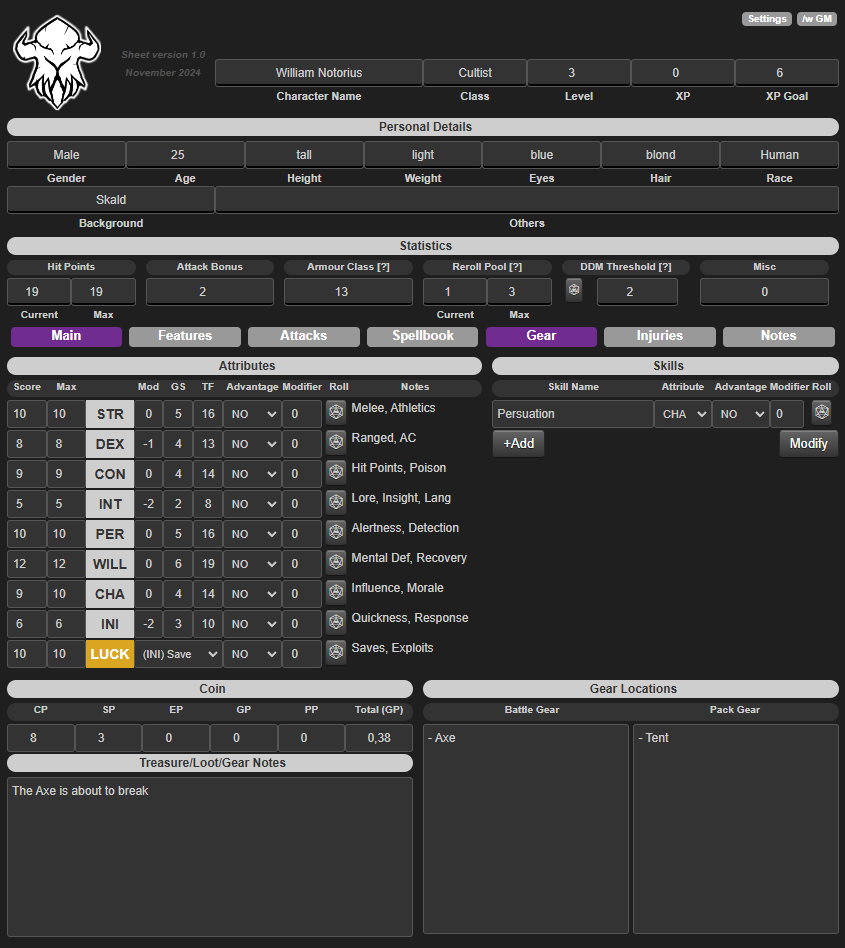 Settings /w GM
Sheet version 1.0
November 2024
William Notorius Cultist 3 0 6
Character Name Class Level XP XP Goal
Personal Details
Male 25 tall light blue blond Human
Gender Age Height Weight Eyes Hair Race
Skald
Background Others
Statistics
Hit Points Attack Bonus Armour Class [?] Reroll Pool [?] DDM Threshold [?] Misc
19 19 2 13 1 3 2 0
Current Max Current Max
Main Features Attacks Spellbook Gear Injuries Notes
Attributes Skills
Score Max Mod GS TF Advantage Modifier Roll Notes Skill Name Attribute Advantage Modifier Roll
10 10 STR 0 5 16 NO 0 Melee, Athletics Persuation CHA NO 0
8 8 DEX -1 4 13 NO 0 Ranged, AC +Add Modify
9 9 CON 0 4 14 NO 0 Hit Points, Poison
5 5 INT -2 2 8 NO 0 Lore, Insight, Lang
10 10 PER 0 5 16 NO 0 Alertness, Detection
12 12 WILL 0 6 19 NO 0 Mental Def, Recovery
9 10 CHA 0 4 14 NO 0 Influence, Morale
6 6 INI -2 3 10 NO 0 Quickness, Response
10 10 LUCK (INI) Save NO 0 Saves, Exploits
Coin Gear Locations
CP SP EP GP PP Total (GP) Battle Gear Pack Gear
8 3 0 0 0 0,38 - Axe - Tent
Treasure/Loot/Gear Notes
The Axe is about to break